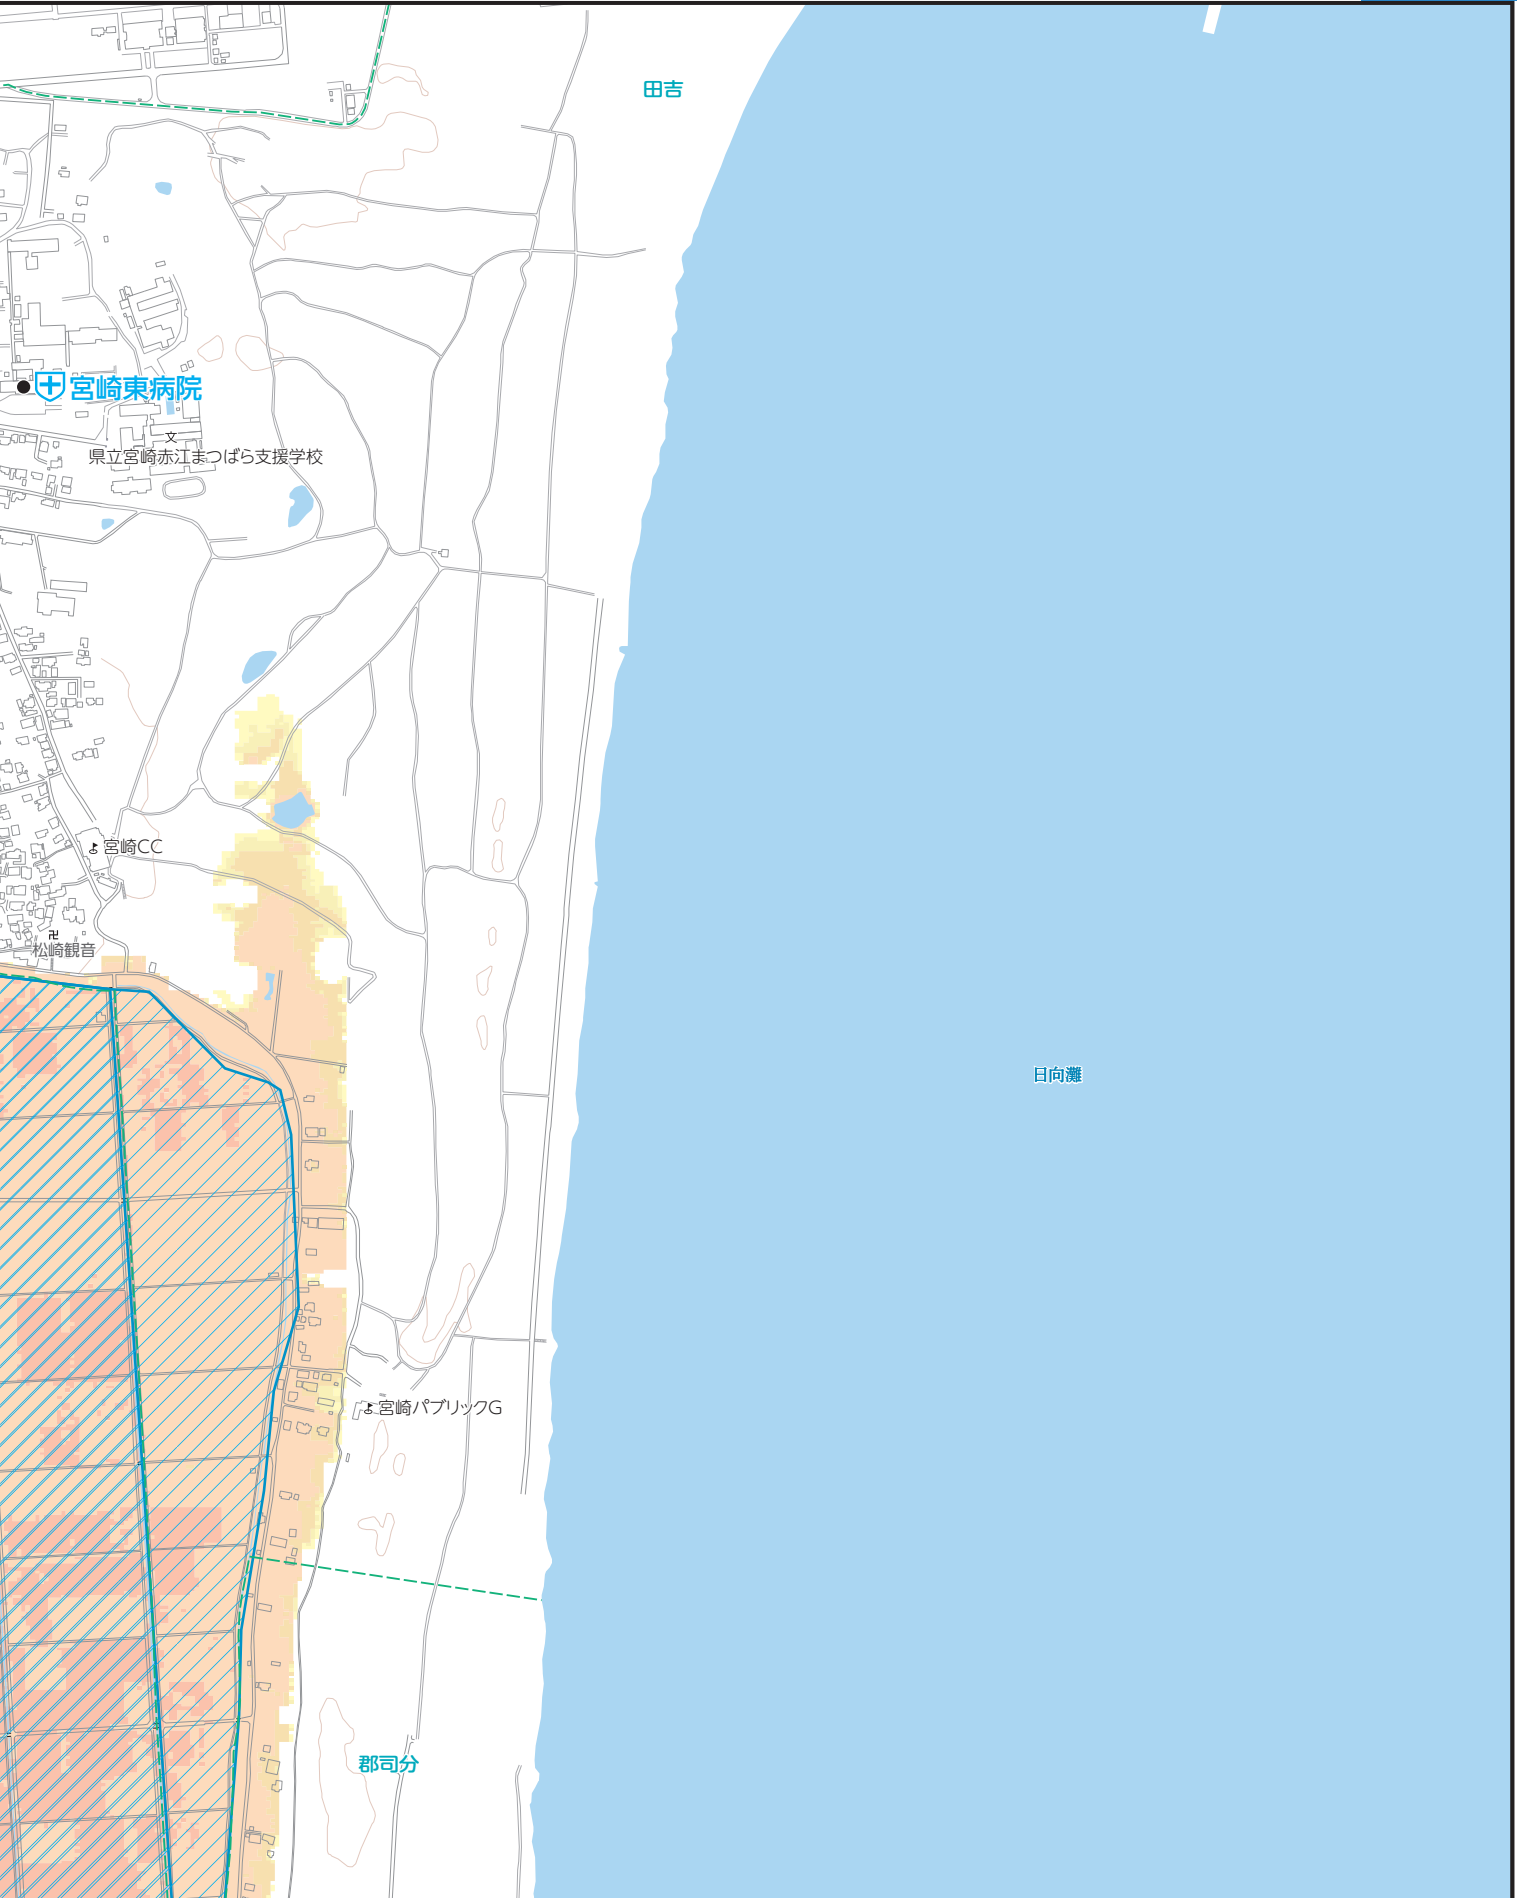 田吉
宮崎東病院
文
県立宮崎赤江まつばら支援学校
宮崎CC
卍
松崎観音
日向灘
宮崎パブリックG
郡司分